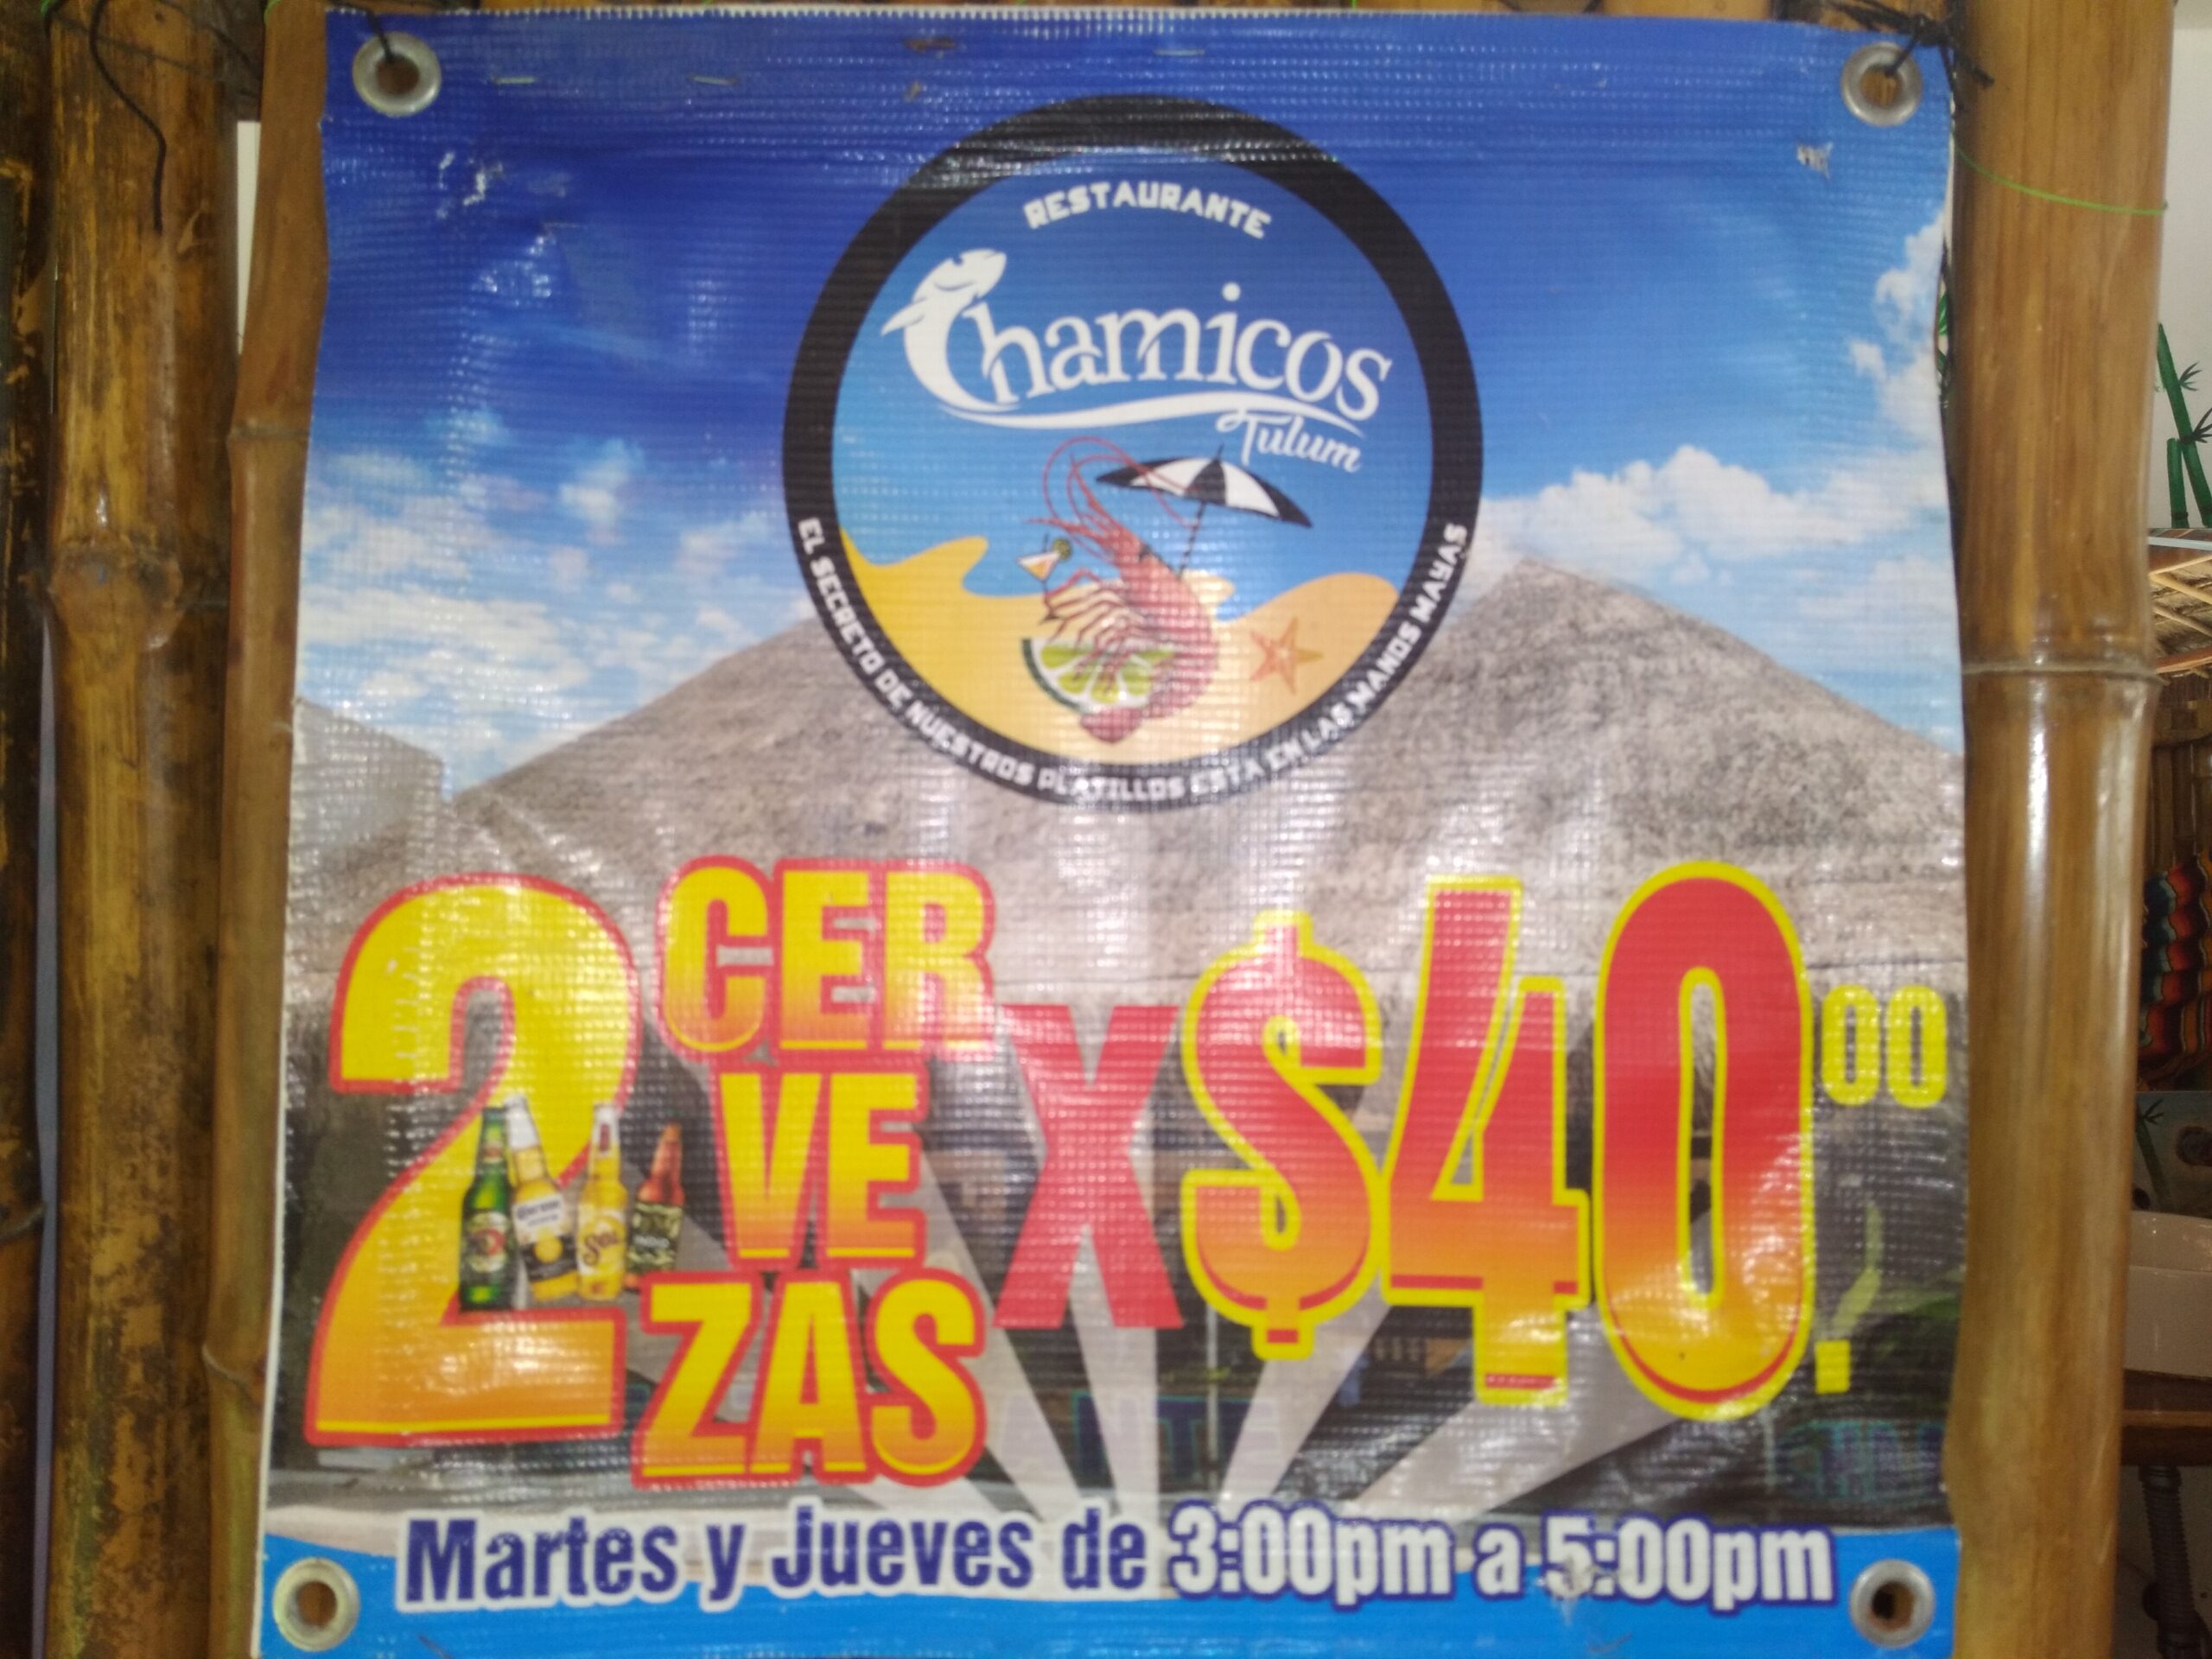 RESTAURANTE
Chamicos
Tulum
EL SECRETO DE NUESTROS PLATILLOS ESTA EN LAS MANOS MAYAS
2 CER
VE
ZAS
X $40.00
Sol
Martes y Jueves de 3:00pm a 5:00pm